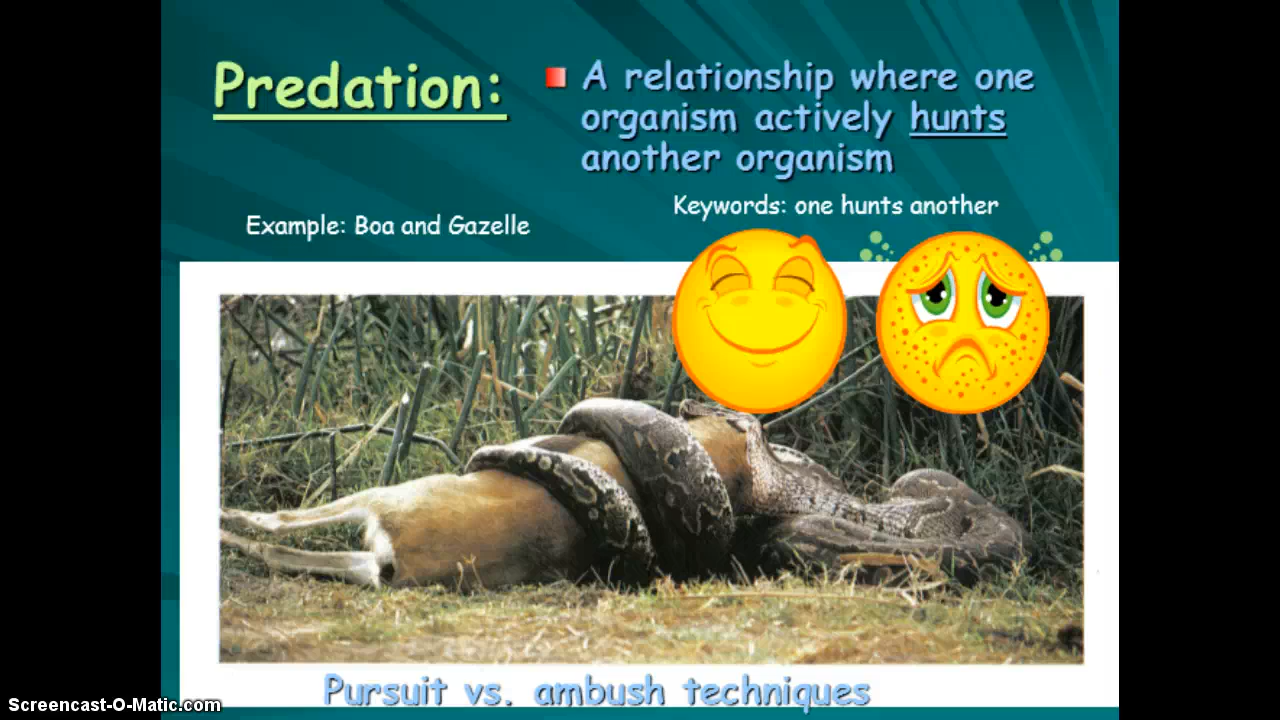 Predation:
A relationship where one
organism actively hunts
another organism
Keywords: one hunts another
Example: Boa and Gazelle
Pursuit vs. ambush techniques
Screencast-O-Matic.com